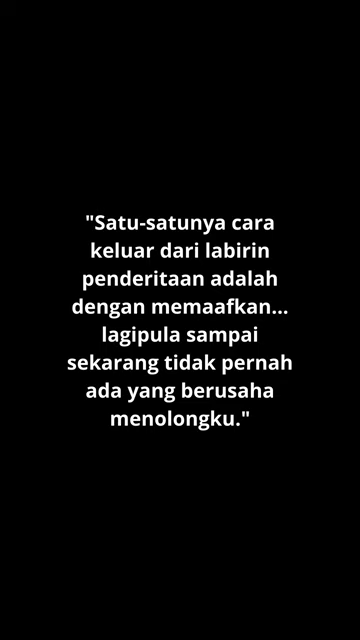 "Satu-satunya cara
keluar dari labirin
penderitaan adalah
dengan memaafkan...
lagipula sampai
sekarang tidak pernah
ada yang berusaha
menolongku."